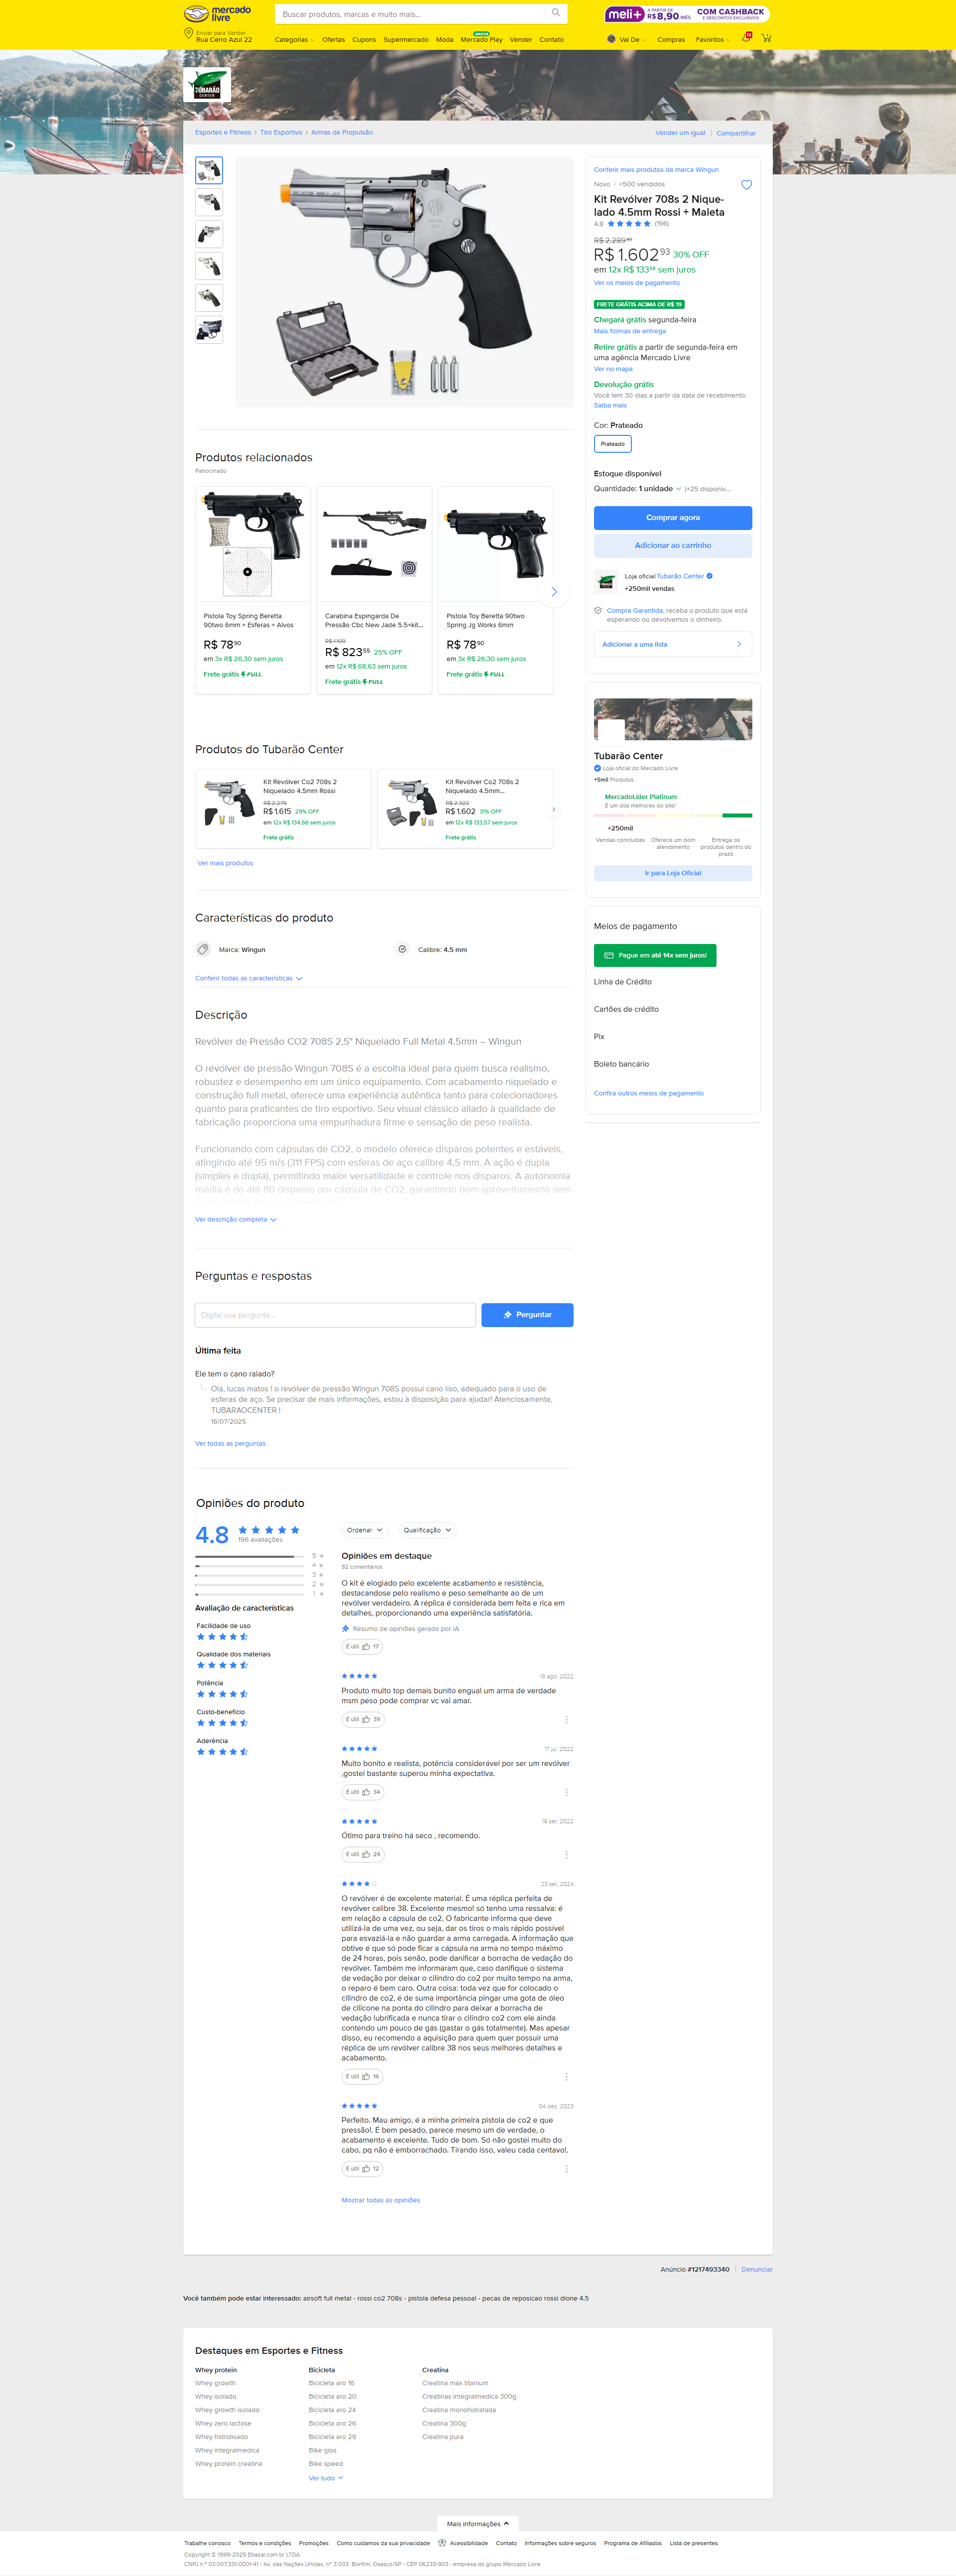 mercado
livre
Buscar produtos, marcas e muito mais...
meli+ A PARTIR DE R$8,90/MÊS COM CASHBACK E DESCONTOS EXCLUSIVOS
Enviar para Vander
Rua Cerro Azul 22
Categorias Ofertas Cupons Supermercado Moda Mercado Play Vender Contato
GRÁTIS
Vai De Compras Favoritos
TUBARÃO
CENTER
Esportes e Fitness > Tiro Esportivo > Armas de Propulsão
Vender um igual | Compartilhar
Conferir mais produtos da marca Wingun
Novo | +500 vendidos
Kit Revólver 708s 2 Nique-
lado 4.5mm Rossi + Maleta
4.8 (196)
R$ 2.289
R$ 1.602 93 30% OFF
em 12x R$ 133 58 sem juros
Ver os meios de pagamento
FRETE GRÁTIS ACIMA DE R$ 19
Chegará grátis segunda-feira
Mais formas de entrega
Retire grátis a partir de segunda-feira em
uma agência Mercado Livre
Ver no mapa
Devolução grátis
Você tem 30 dias a partir da data de recebimento.
Saiba mais
Cor: Prateado
Prateado
Estoque disponível
Quantidade: 1 unidade (+25 disponív...
Comprar agora
Adicionar ao carrinho
Loja oficial Tubarão Center
+250mil vendas
Compra Garantida, receba o produto que está
esperando ou devolvemos o dinheiro.
Adicionar a uma lista
Produtos relacionados
Patrocinado
Pistola Toy Spring Beretta
90two 6mm + Esferas + Alvos
R$ 78 90
em 3x R$ 26,30 sem juros
Frete grátis FULL
Carabina Espingarda De
Pressão Cbc New Jade 5.5+kit...
R$ 1.109
R$ 823 55 25% OFF
em 12x R$ 68,63 sem juros
Frete grátis FULL
Pistola Toy Beretta 90two
Spring Jg Works 6mm
R$ 78 90
em 3x R$ 26,30 sem juros
Frete grátis FULL
Tubarão Center
Loja oficial do Mercado Livre
+5mil Produtos
MercadoLíder Platinum
É um dos melhores do site!
+250mil
Vendas concluídas
Oferece um bom
atendimento
Entrega os
produtos dentro do
prazo
Ir para Loja Oficial
Produtos do Tubarão Center
Kit Revólver Co2 708s 2
Niquelado 4.5mm Rossi
R$ 2.275
R$ 1.615 29% OFF
em 12x R$ 134,66 sem juros
Frete grátis
Kit Revólver Co2 708s 2
Niquelado 4.5mm...
R$ 2.322
R$ 1.602 31% OFF
em 12x R$ 133,57 sem juros
Frete grátis
Ver mais produtos
Características do produto
Marca: Wingun
Calibre: 4.5 mm
Conferir todas as características
Meios de pagamento
Pague em até 14x sem juros!
Linha de Crédito
Cartões de crédito
Pix
Boleto bancário
Confira outros meios de pagamento
Descrição
Revólver de Pressão CO2 708S 2,5" Niquelado Full Metal 4.5mm – Wingun
O revólver de pressão Wingun 708S é a escolha ideal para quem busca realismo,
robustez e desempenho em um único equipamento. Com acabamento niquelado e
construção full metal, oferece uma experiência autêntica tanto para colecionadores
quanto para praticantes de tiro esportivo. Seu visual clássico aliado à qualidade de
fabricação proporciona uma empunhadura firme e sensação de peso realista.
Funcionando com cápsulas de CO2, o modelo oferece disparos potentes e estáveis,
atingindo até 95 m/s (311 FPS) com esferas de aço calibre 4,5 mm. A ação é dupla
(simples e dupla), permitindo maior versatilidade e controle nos disparos. A autonomia
média é de até 80 disparos por cápsula de CO2, garantindo bom aproveitamento sem
Ver descrição completa
Perguntas e respostas
Digite sua pergunta...
Perguntar
Última feita
Ele tem o cano raiado?
Olá, lucas matos ! o revólver de pressão Wingun 708S possui cano liso, adequado para o uso de
esferas de aço. Se precisar de mais informações, estou à disposição para ajudar! Atenciosamente,
TUBARAOCENTER !
16/07/2025
Ver todas as perguntas
Opiniões do produto
4.8
196 avaliações
5
4
3
2
1
Avaliação de características
Facilidade de uso
Qualidade dos materiais
Potência
Custo-benefício
Aderência
Ordenar
Qualificação
Opiniões em destaque
82 comentários
O kit é elogiado pelo excelente acabamento e resistência,
destacandose pelo realismo e peso semelhante ao de um
revólver verdadeiro. A réplica é considerada bem feita e rica em
detalhes, proporcionando uma experiência satisfatória.
Resumo de opiniões gerado por IA
É útil 17
19 ago. 2022
Produto muito top demais bunito engual um arma de verdade
msm peso pode comprar vc vai amar.
É útil 39
17 jul. 2022
Muito bonito e realista, potência considerável por ser um revólver
,gostei bastante superou minha expectativa.
É útil 34
18 set. 2022
Ótimo para treino há seco , recomendo.
É útil 24
23 set. 2024
O revólver é de excelente material. É uma réplica perfeita de
revólver calibre 38. Excelente mesmo! só tenho uma ressalva: é
em relação a cápsula de co2. O fabricante informa que deve
utilizá-la de uma vez, ou seja, dar os tiros o mais rápido possível
para esvaziá-la e não guardar a arma carregada. A informação que
obtive é que só pode ficar a cápsula na arma no tempo máximo
de 24 horas, pois senão, pode danificar a borracha de vedação do
revólver. Também me informaram que, caso danifique o sistema
de vedação por deixar o cilindro do co2 por muito tempo na arma,
o reparo é bem caro. Outra coisa: toda vez que for colocado o
cilindro de co2, é de suma importância pingar uma gota de óleo
de cilicone na ponta do cilindro para deixar a borracha de
vedação lubrificada e nunca tirar o cilindro co2 com ele ainda
contendo um pouco de gás (gastar o gás totalmente). Mas apesar
disso, eu recomendo a aquisição para quem quer possuir uma
réplica de um revólver calibre 38 nos seus melhores detalhes e
acabamento.
É útil 16
04 dez. 2023
Perfeito. Mau amigo, é a minha primeira pistola de co2 e que
pressão!. É bem pesado, parece mesmo um de verdade, o
acabamento é excelente. Tudo de bom. Só não gostei muito do
cabo, pq não é emborrachado. Tirando isso, valeu cada centavo!.
É útil 12
Mostrar todas as opiniões
Anúncio #1217493340 | Denunciar
Você também pode estar interessado: airsoft full metal - rossi co2 708s - pistola defesa pessoal - pecas de reposicao rossi dione 4.5
Destaques em Esportes e Fitness
Whey protein
Whey growth
Whey isolado
Whey growth isolado
Whey zero lactose
Whey hidrolisado
Whey integralmedica
Whey protein creatina
Bicicleta
Bicicleta aro 16
Bicicleta aro 20
Bicicleta aro 24
Bicicleta aro 26
Bicicleta aro 29
Bike gios
Bike speed
Ver tudo
Creatina
Creatina max titanium
Creatinas integralmedica 300g
Creatina monohidratada
Creatina 300g
Creatina pura
Mais informações
Trabalhe conosco Termos e condições Promoções Como cuidamos da sua privacidade Acessibilidade Contato Informações sobre seguros Programa de Afiliados Lista de presentes
Copyright © 1999-2025 Ebazar.com.br LTDA.
CNPJ n.º 03.007.331/0001-41 / Av. das Nações Unidas, nº 3.003, Bonfim, Osasco/SP - CEP 06233-903 - empresa do grupo Mercado Livre.